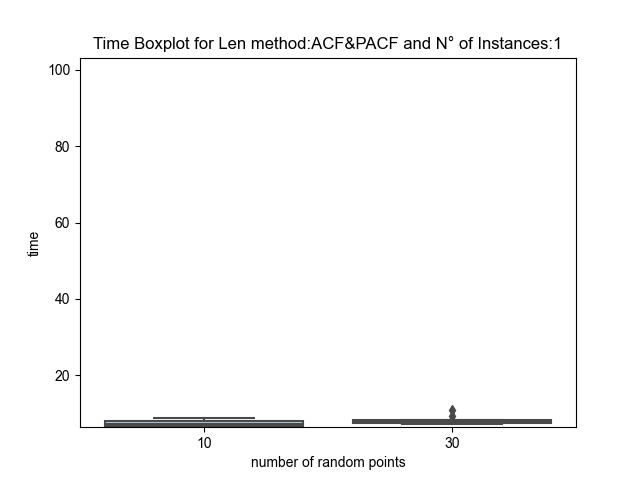 Time Boxplot for Len method:ACF&PACF and N° of Instances:1
100
80
60
40
20
time
10 30
number of random points